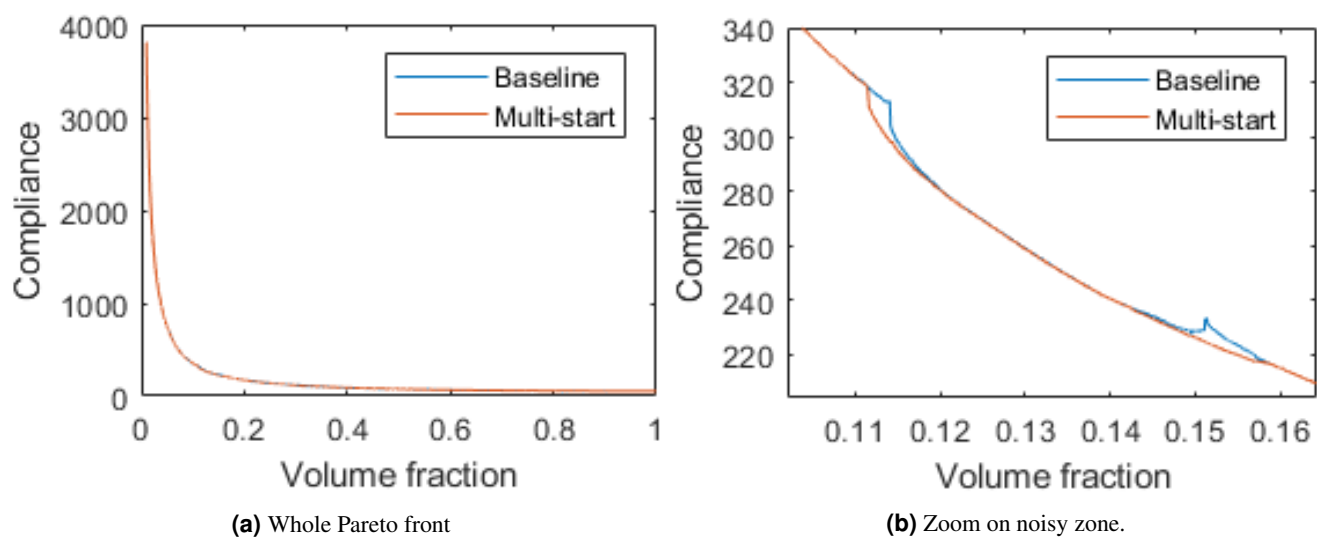 4000
3000
2000
1000
0
Compliance
Baseline
Multi-start
0
0.2
0.4
0.6
0.8
1
Volume fraction
(a) Whole Pareto front
340
320
300
280
260
240
220
Compliance
Baseline
Multi-start
0.11
0.12
0.13
0.14
0.15
0.16
Volume fraction
(b) Zoom on noisy zone.